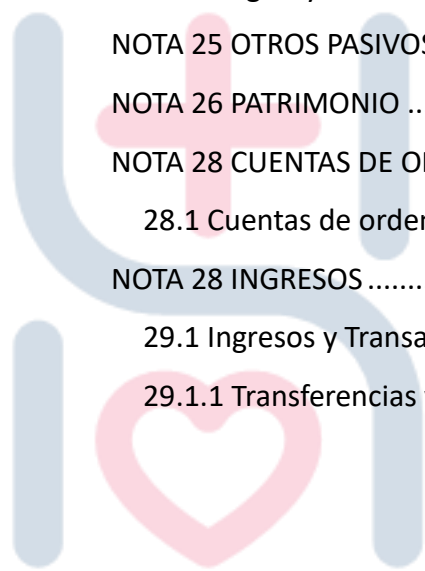 NOTA 25 OTROS PASIVOS
NOTA 26 PATRIMONIO ..
NOTA 28 CUENTAS DE
28.1 Cuentas de orden
NOTA 28 INGRESOS .......
29.1 Ingresos y
29.1.1 Transferencias